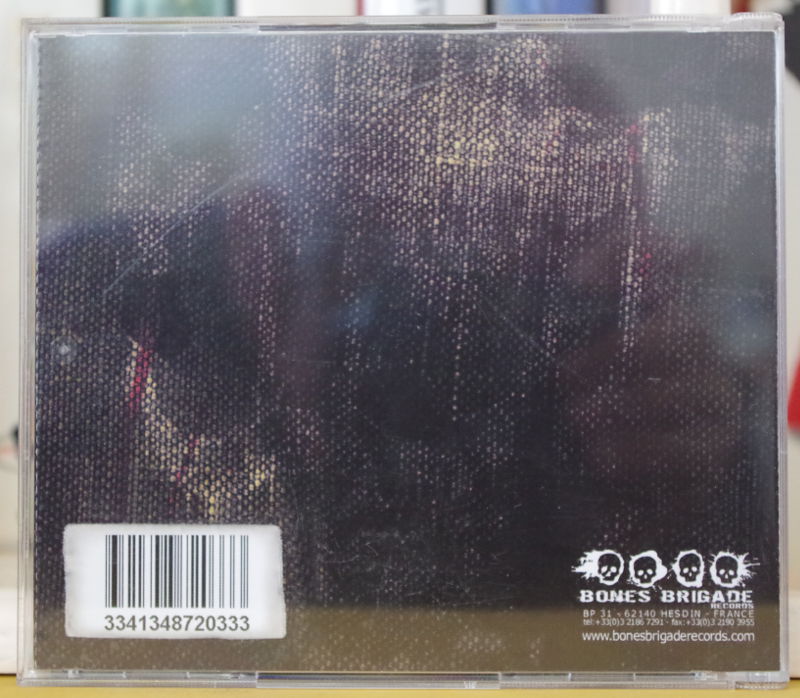 3341348720333
BONES BRIGADE
RECORDS
BP 31 - 62140 HESDIN - FRANCE
tel:+33(0)3 2186 7291 - fax:+33(0)3 2190 3955
www.bonesbrigaderecords.com